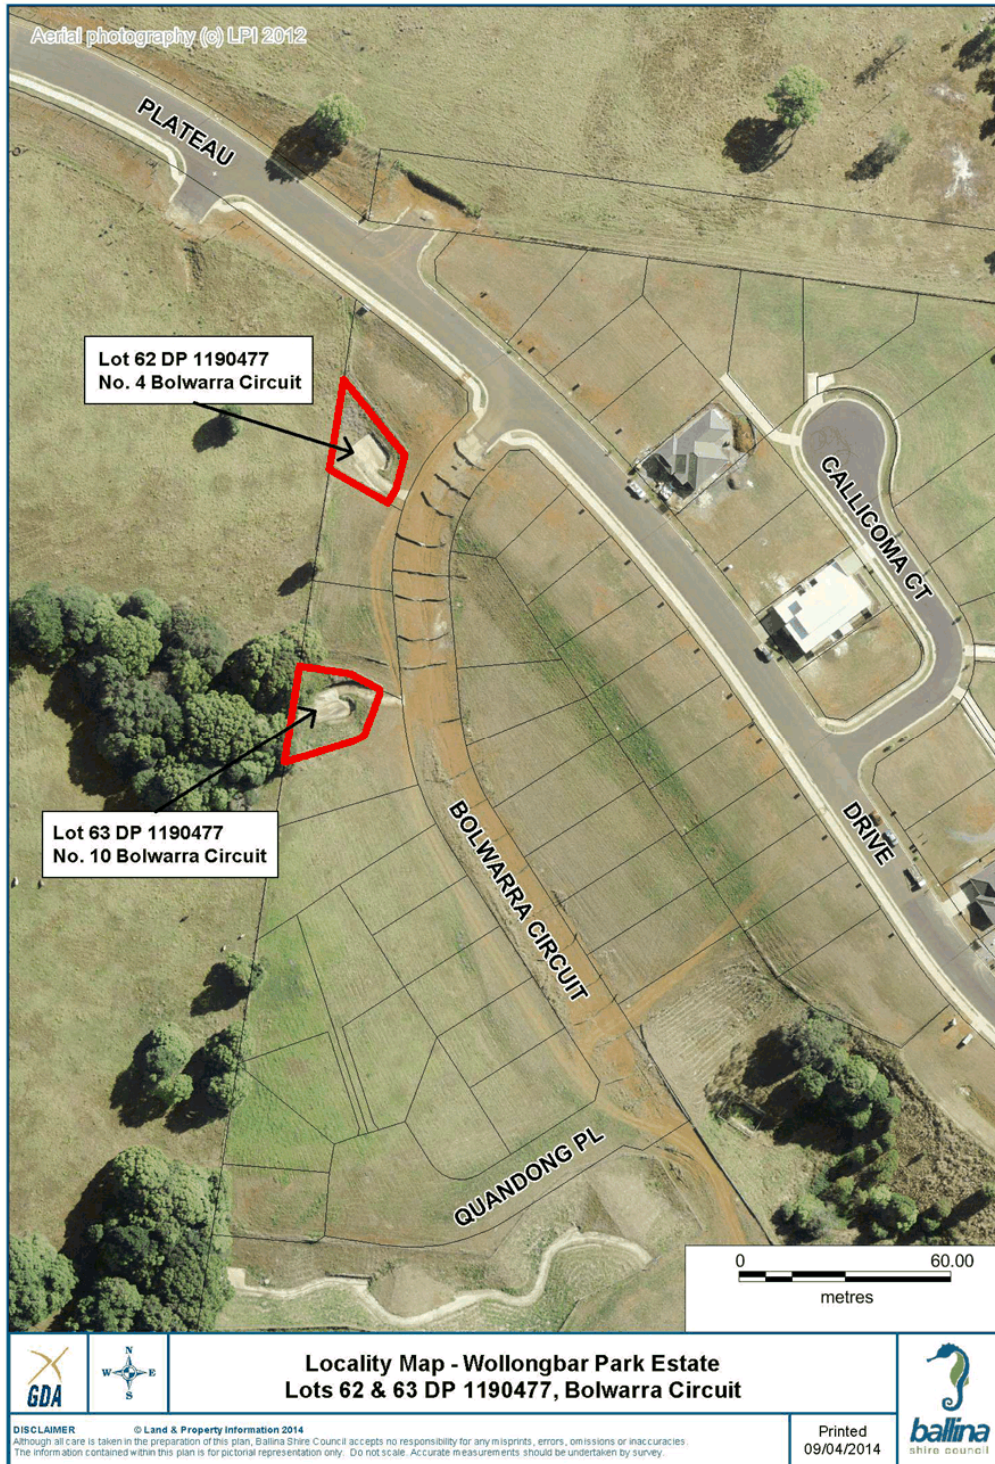 Aerial photography (c) LPI 2012
PLATEAU
Lot 62 DP 1190477
No. 4 Bolwarra Circuit
CALLICOMA CT
Lot 63 DP 1190477
No. 10 Bolwarra Circuit
BOLWARRA CIRCUIT
DRIVE
QUANDONG PL
0 60.00
metres
GDA
N
W E
S
Locality Map - Wollongbar Park Estate
Lots 62 & 63 DP 1190477, Bolwarra Circuit
ballina
shire council
DISCLAIMER © Land & Property Information 2014
Although all care is taken in the preparation of this plan, Ballina Shire Council accepts no responsibility for any misprints, errors, omissions or inaccuracies.
The information contained within this plan is for pictorial representation only. Do not scale. Accurate measurements should be undertaken by survey.
Printed
09/04/2014